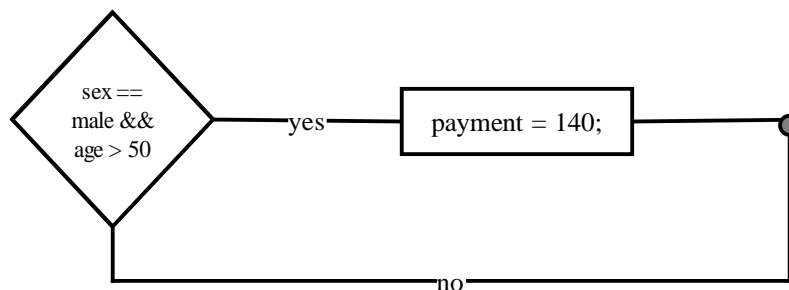 sex ==
male &&
age > 50
yes
payment = 140;
no